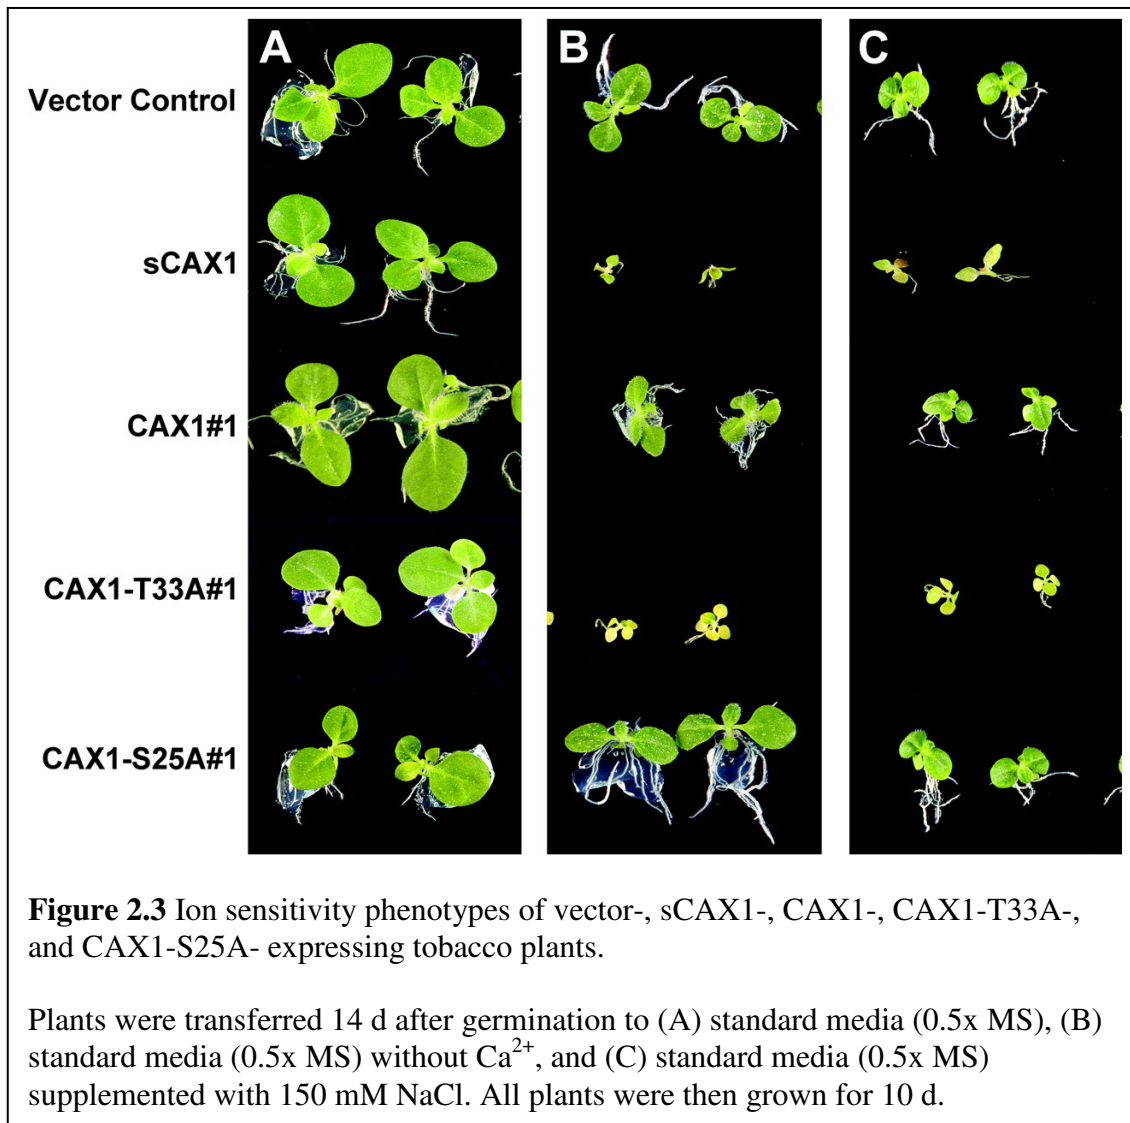 A
B
C
Vector Control
sCAX1
CAX1#1
CAX1-T33A#1
CAX1-S25A#1
Figure 2.3 Ion sensitivity phenotypes of vector-, sCAX1-, CAX1-, CAX1-T33A-,
and CAX1-S25A- expressing tobacco plants.
Plants were transferred 14 d after germination to (A) standard media (0.5x MS), (B)
standard media (0.5x MS) without Ca²⁺, and (C) standard media (0.5x MS)
supplemented with 150 mM NaCl. All plants were then grown for 10 d.